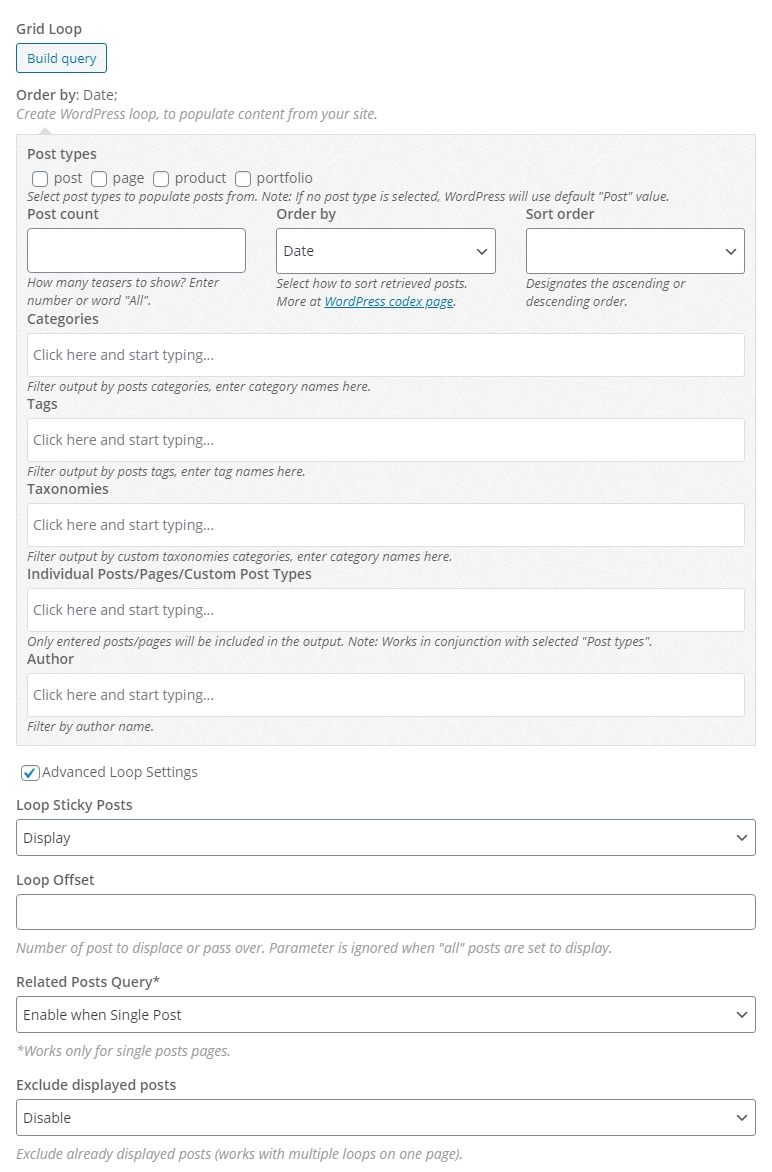 Grid Loop
Build query
Order by: Date;
Create WordPress loop, to populate content from your site.
Post types
post page product portfolio
Select post types to populate posts from. Note: If no post type is selected, WordPress will use default "Post" value.
Post count Order by Sort order
Date
How many teasers to show? Enter Select how to sort retrieved posts. Designates the ascending or
number or word "All". More at WordPress codex page. descending order.
Categories
Click here and start typing...
Filter output by posts categories, enter category names here.
Tags
Click here and start typing...
Filter output by posts tags, enter tag names here.
Taxonomies
Click here and start typing...
Filter output by custom taxonomies categories, enter category names here.
Individual Posts/Pages/Custom Post Types
Click here and start typing...
Only entered posts/pages will be included in the output. Note: Works in conjunction with selected "Post types".
Author
Click here and start typing...
Filter by author name.
Advanced Loop Settings
Loop Sticky Posts
Display
Loop Offset
Number of post to displace or pass over. Parameter is ignored when "all" posts are set to display.
Related Posts Query*
Enable when Single Post
*Works only for single posts pages.
Exclude displayed posts
Disable
Exclude already displayed posts (works with multiple loops on one page).